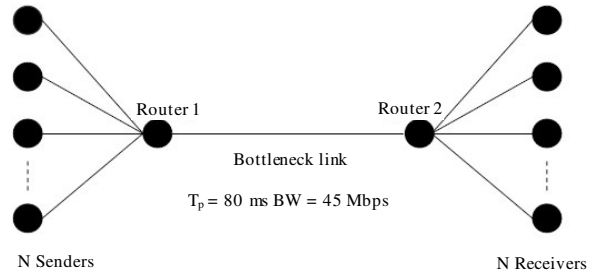 Router 1
Router 2
Bottleneck link
Tp = 80 ms BW = 45 Mbps
N Senders
N Receivers